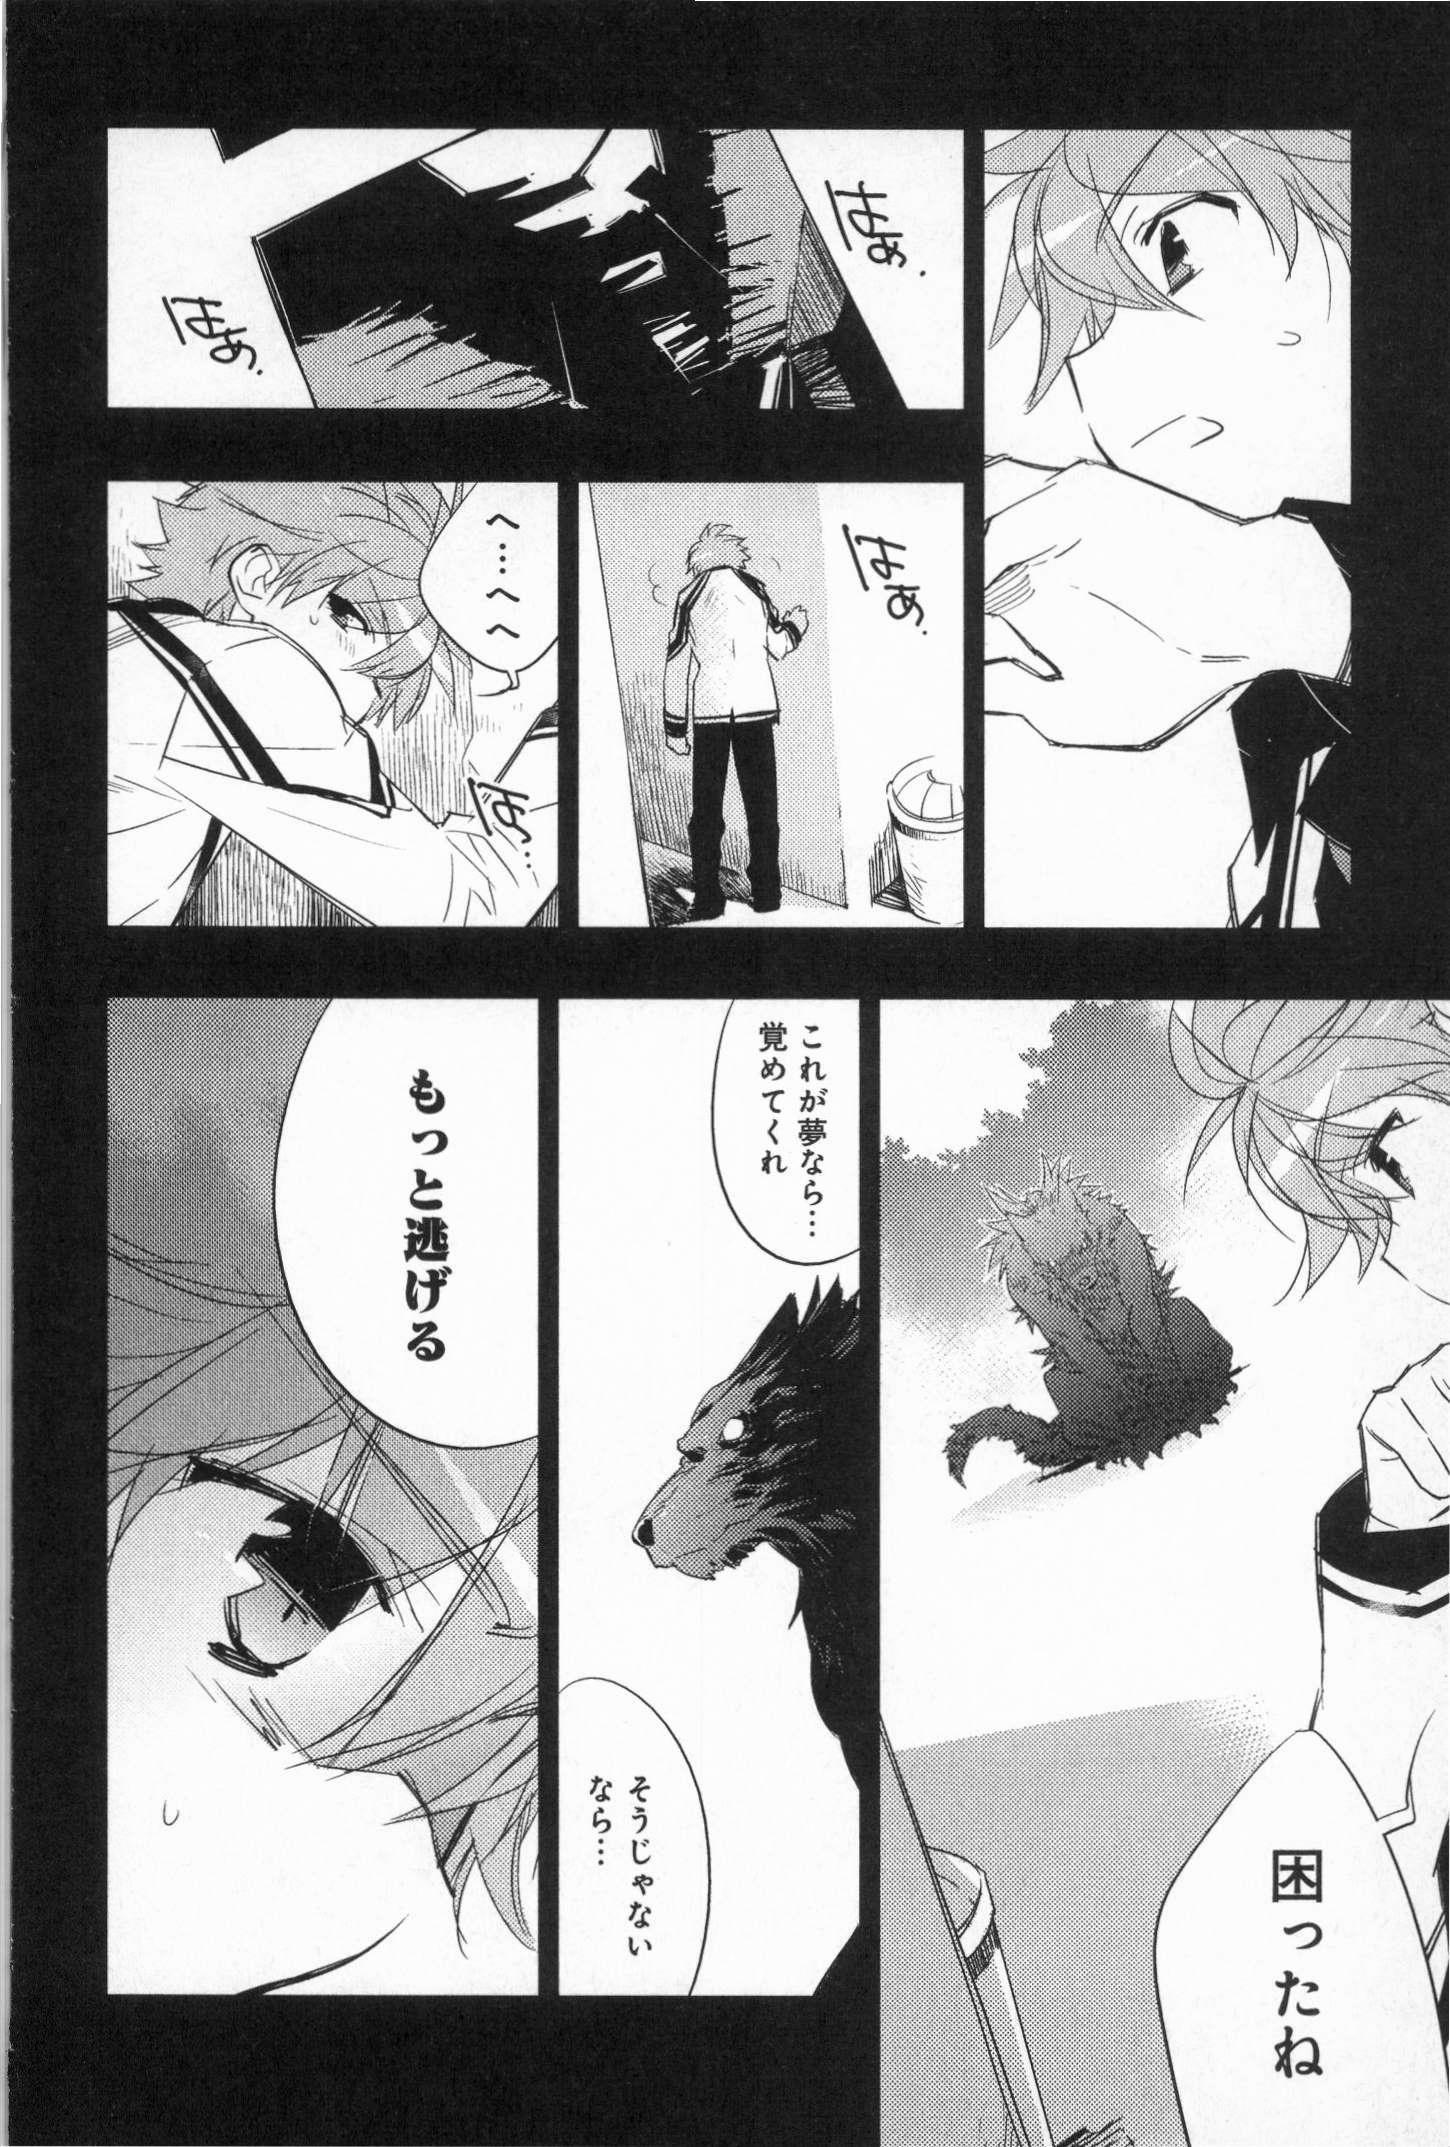 はぁ。
はぁ。
はぁ。
へ…へへ
はぁ…
困ったね
これが夢なら…
覚めてくれ
そうじゃない
なら…
もっと逃げる